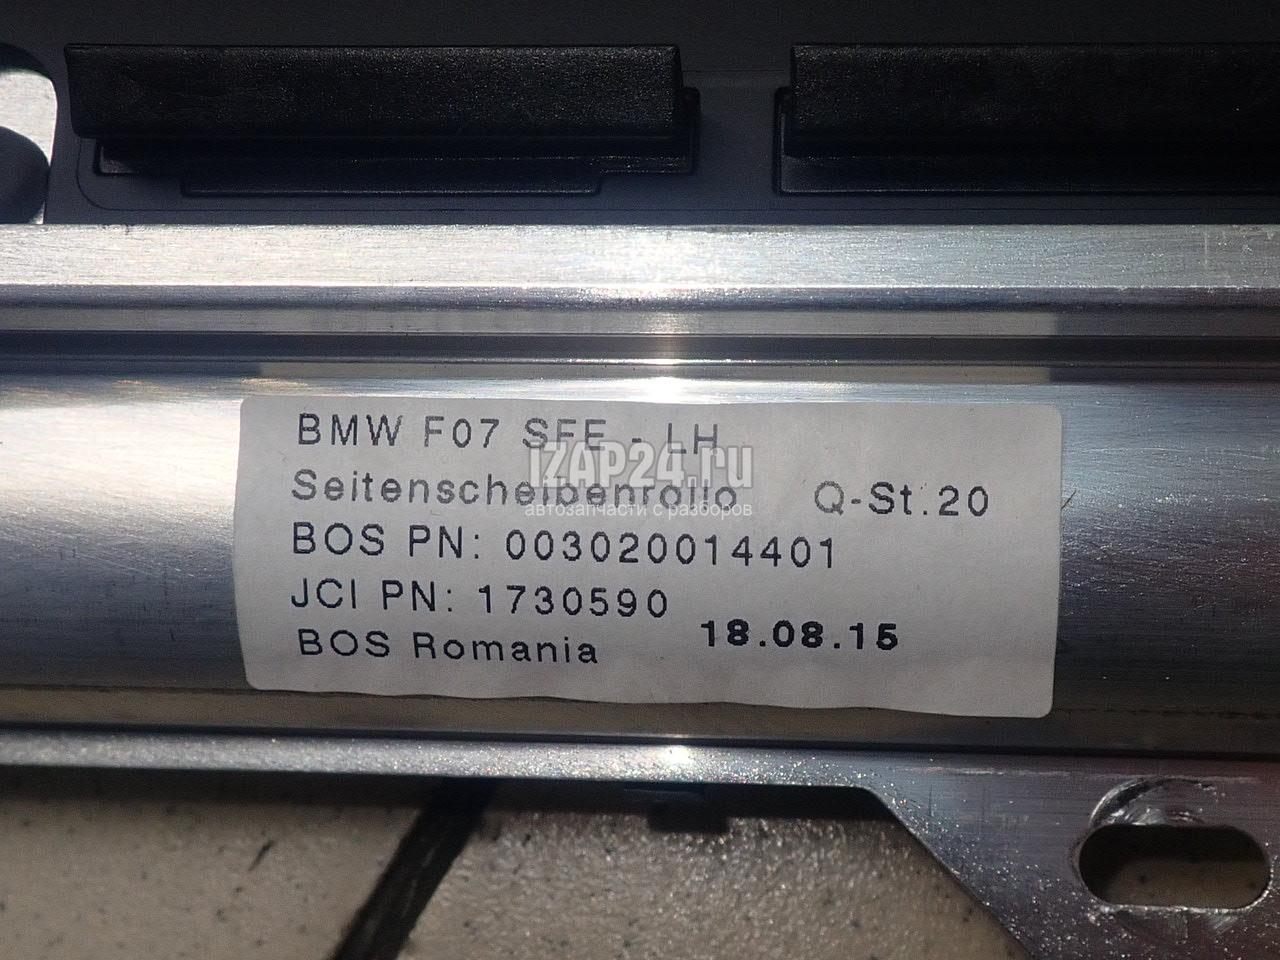 BMW F07 SFE - LH
iZAP24.ru
Seitenscheibenrollo Q-St.20
автозапчасти с разборов
BOS PN: 003020014401
JCI PN: 1730590
18.08.15
BOS Romania